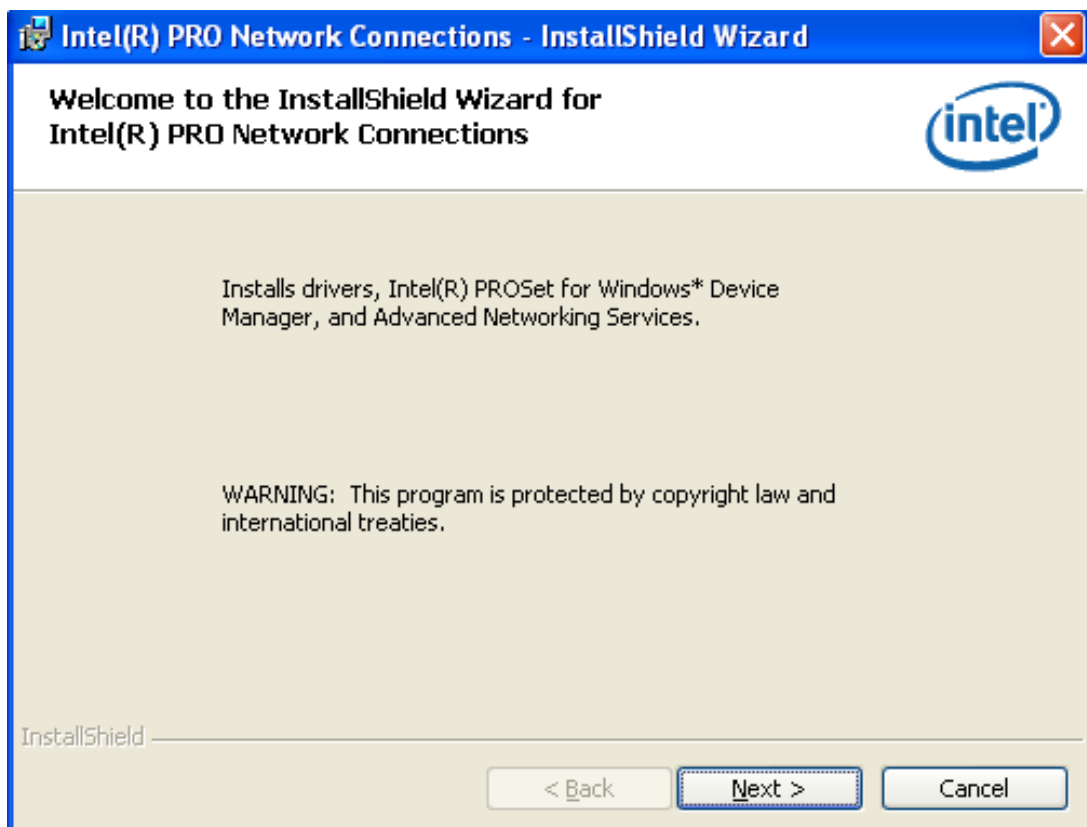 Intel(R) PRO Network Connections - InstallShield Wizard
Welcome to the InstallShield Wizard for
Intel(R) PRO Network Connections
intel
Installs drivers, Intel(R) PROSet for Windows* Device
Manager, and Advanced Networking Services.
WARNING:  This program is protected by copyright law and
international treaties.
InstallShield
< Back
Next >
Cancel